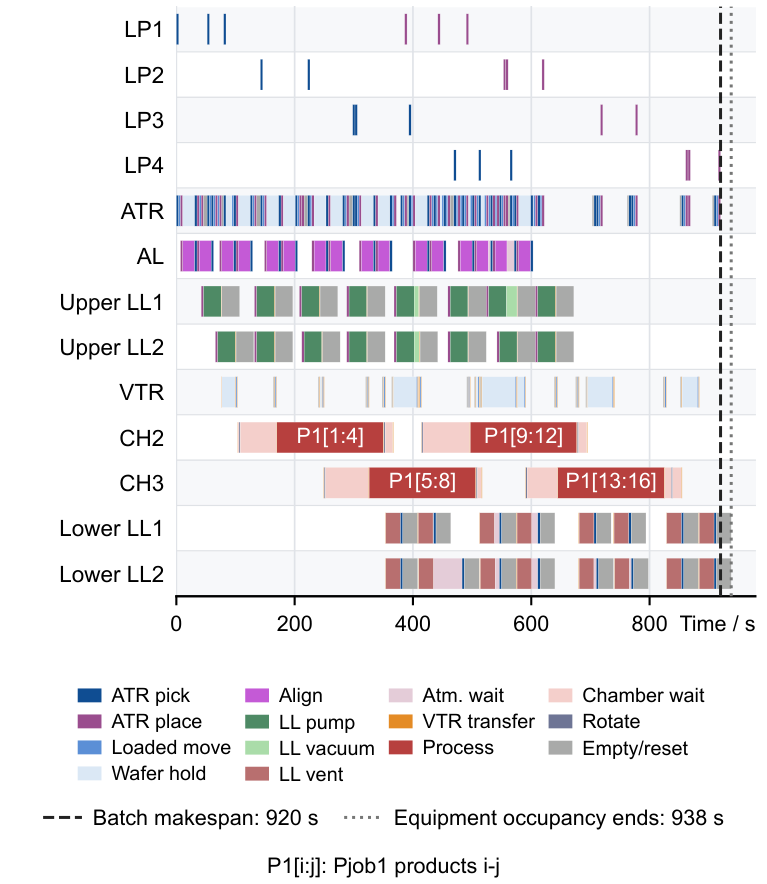 LP1
LP2
LP3
LP4
ATR
AL
Upper LL1
Upper LL2
VTR
CH2 P1[1:4] P1[9:12]
CH3 P1[5:8] P1[13:16]
Lower LL1
Lower LL2
0 200 400 600 800 Time / s
ATR pick Align Atm. wait Chamber wait
ATR place LL pump VTR transfer Rotate
Loaded move LL vacuum Process Empty/reset
Wafer hold LL vent
Batch makespan: 920 s Equipment occupancy ends: 938 s
P1[i:j]: Pjob1 products i-j